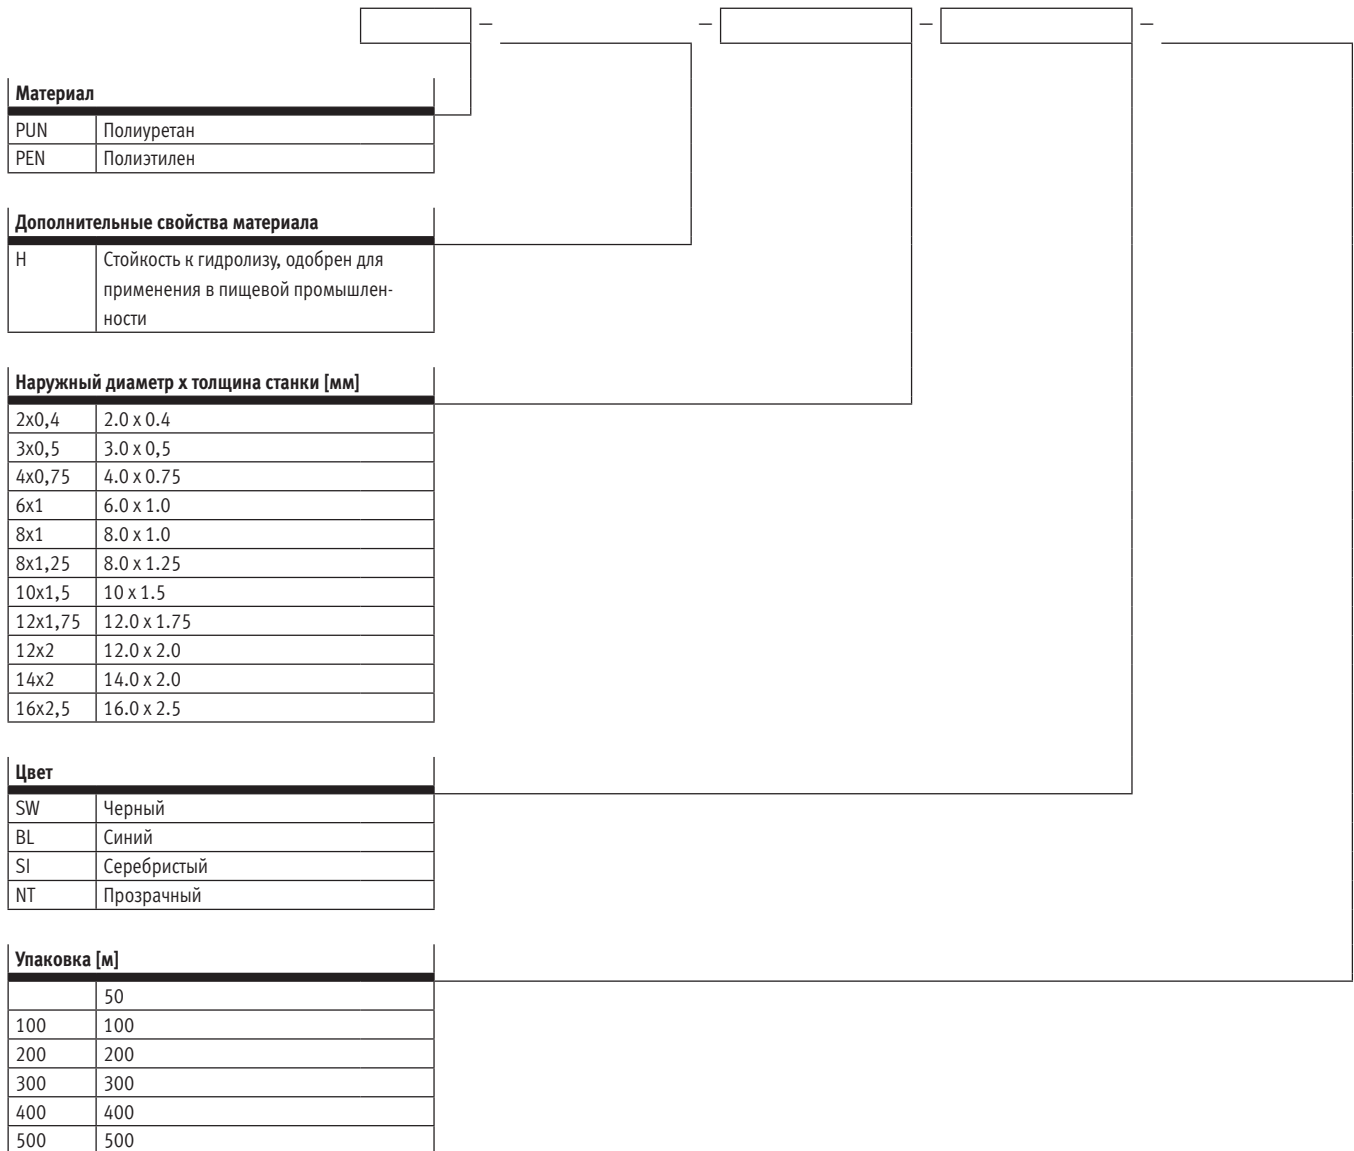 – – – –
Материал
PUN Полиуретан
PEN Полиэтилен
Дополнительные свойства материала
H Стойкость к гидролизу, одобрен для
применения в пищевой промышлен-
ности
Наружный диаметр x толщина станки [мм]
2x0,4 2.0 x 0.4
3x0,5 3.0 x 0,5
4x0,75 4.0 x 0.75
6x1 6.0 x 1.0
8x1 8.0 x 1.0
8x1,25 8.0 x 1.25
10x1,5 10 x 1.5
12x1,75 12.0 x 1.75
12x2 12.0 x 2.0
14x2 14.0 x 2.0
16x2,5 16.0 x 2.5
Цвет
SW Черный
BL Синий
SI Серебристый
NT Прозрачный
Упаковка [м]
50
100 100
200 200
300 300
400 400
500 500